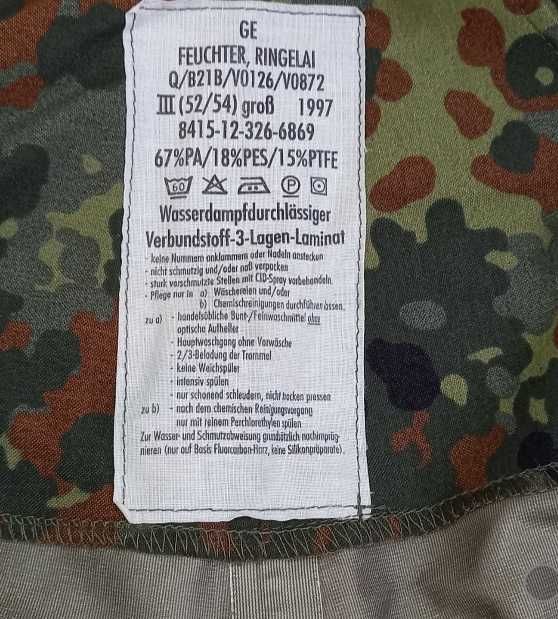 GE
FEUCHTER, RINGELAI
Q/B21B/V0126/V0872
III (52/54) groß 1997
8415-12-326-6869
67%PA/18%PES/15%PTFE
60 P
Wasserdampfdurchlässiger
Verbundstoff-3-Lagen-Laminat
- keine Nummern anklammern oder Nadeln anstecken
- nicht schmutzig und/oder naß verpacken
- stark verschmutzte Stellen mit CID-Spray vorbehandeln.
- Pflege nur in a) Wäschereien und/oder
b) Chemischreinigungen durchführen lassen.
zu a) - handelsübliche Bunt-/Feinwaschmittel ohne
optische Aufheller
- Hauptwaschgang ohne Vorwäsche
- 2/3-Beladung der Trommel
- keine Weichspüler
- intensiv spülen
- nur schonend schleudern, nicht trocken pressen
zu b) - nach dem chemischen Reinigungsvorgang
nur mit reinem Perchlorethylen spülen
Zur Wasser- und Schmutzabweisung grundsätzlich nachimpräg-
nieren (nur auf Basis Fluorcarbon-Harz, keine Silikonpräparate).